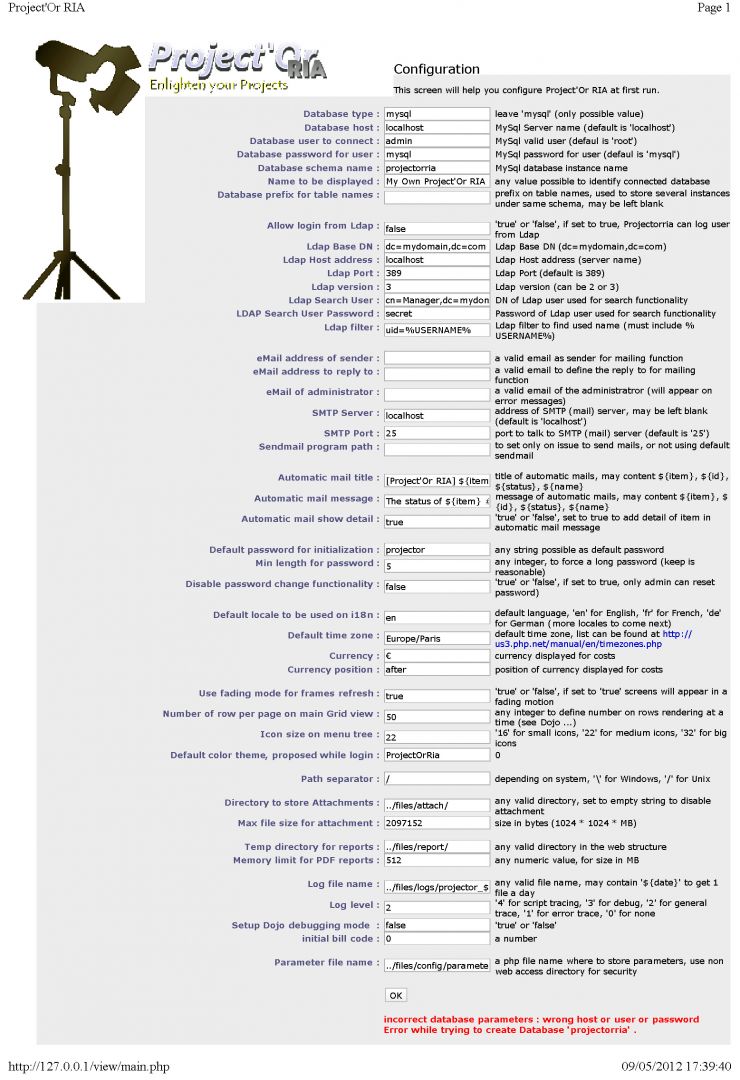 Project'Or RIA Page 1
Project'Or RIA
Enlighten your Projects
Configuration
This screen will help you configure Project'Or RIA at first run.
Database type : mysql leave 'mysql' (only possible value)
Database host : localhost MySql Server name (default is 'localhost')
Database user to connect : admin MySql valid user (defaul is 'root')
Database password for user : mysql MySql password for user (defaul is 'mysql')
Database schema name : projectorria MySql database instance name
Name to be displayed : My Own Project'Or RIA any value possible to identify connected database
Database prefix for table names : prefix on table names, used to store several instances
under same schema, may be left blank
Allow login from Ldap : false 'true' or 'false', if set to true, Projectorria can log user
from Ldap
Ldap Base DN : dc=mydomain,dc=com Ldap Base DN (dc=mydomain,dc=com)
Ldap Host address : localhost Ldap Host address (server name)
Ldap Port : 389 Ldap Port (default is 389)
Ldap version : 3 Ldap version (can be 2 or 3)
Ldap Search User : cn=Manager,dc=mydon DN of Ldap user used for search functionality
LDAP Search User Password : secret Password of Ldap user used for search functionality
Ldap filter : uid=%USERNAME% Ldap filter to find used name (must include %
USERNAME%)
eMail address of sender : a valid email as sender for mailing function
eMail address to reply to : a valid email to define the reply to for mailing
function
eMail of administrator : a valid email of the administratror (will appear on
error messages)
SMTP Server : localhost address of SMTP (mail) server, may be left blank
(default is 'localhost')
SMTP Port : 25 port to talk to SMTP (mail) server (default is '25')
Sendmail program path : to set only on issue to send mails, or not using default
sendmail
Automatic mail title : [Project'Or RIA] ${item title of automatic mails, may content ${item}, ${id},
${status}, ${name}
Automatic mail message : The status of ${item} message of automatic mails, may content ${item}, $
{id}, ${status}, ${name}
Automatic mail show detail : true 'true' or 'false', set to true to add detail of item in
automatic mail message
Default password for initialization : projector any string possible as default password
Min length for password : 5 any integer, to force a long password (keep is
reasonable)
Disable password change functionality : false 'true' or 'false', if set to true, only admin can reset
password)
Default locale to be used on i18n : en default language, 'en' for English, 'fr' for French, 'de'
for German (more locales to come next)
Default time zone : Europe/Paris default time zone, list can be found at http://
us3.php.net/manual/en/timezones.php
Currency : € currency displayed for costs
Currency position : after position of currency displayed for costs
Use fading mode for frames refresh : true 'true' or 'false', if set to 'true' screens will appear in a
fading motion
Number of row per page on main Grid view : 50 any integer to define number on rows rendering at a
time (see Dojo ...)
Icon size on menu tree : 22 '16' for small icons, '22' for medium icons, '32' for big
icons
Default color theme, proposed while login : ProjectOrRia 0
Path separator : / depending on system, '\' for Windows, '/' for Unix
Directory to store Attachments : ../files/attach/ any valid directory, set to empty string to disable
attachment
Max file size for attachment : 2097152 size in bytes (1024 * 1024 * MB)
Temp directory for reports : ../files/report/ any valid directory in the web structure
Memory limit for PDF reports : 512 any numeric value, for size in MB
Log file name : ../files/logs/projector_$ any valid file name, may contain '${date}' to get 1
file a day
Log level : 2 '4' for script tracing, '3' for debug, '2' for general
trace, '1' for error trace, '0' for none
Setup Dojo debugging mode : false 'true' or 'false'
initial bill code : 0 a number
Parameter file name : ../files/config/paramete a php file name where to store parameters, use non
web access directory for security
OK
incorrect database parameters : wrong host or user or password
Error while trying to create Database 'projectorria' .
http://127.0.0.1/view/main.php 09/05/2012 17:39:40